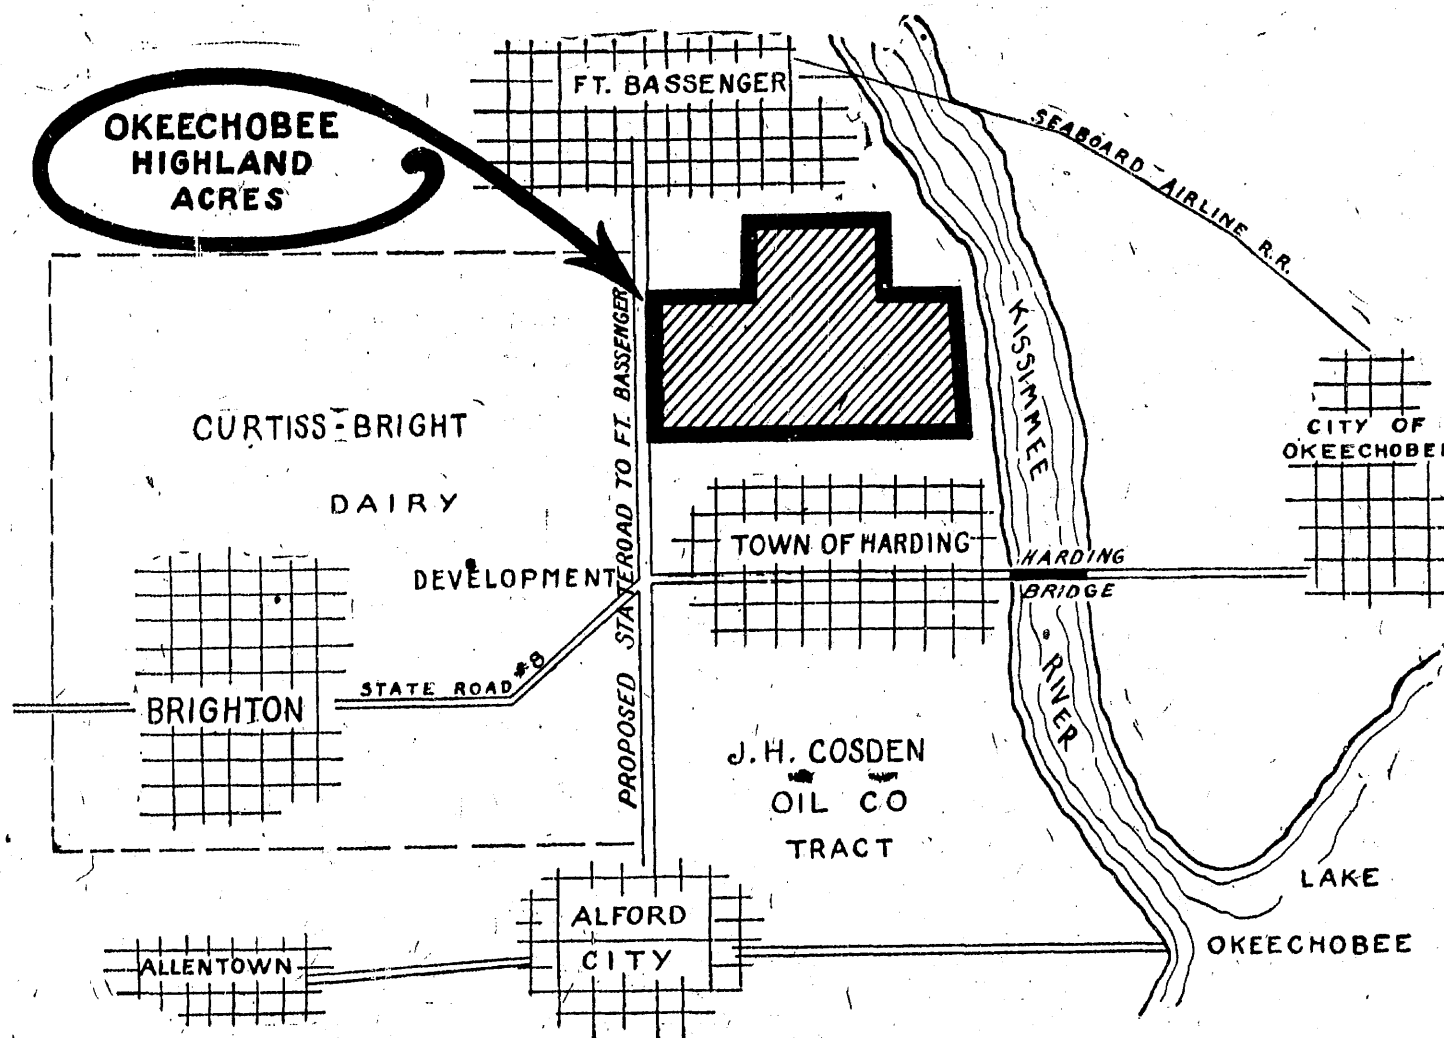 FT. BASSENGER
OKEECHOBEE
HIGHLAND
ACRES
SEABOARD-AIRLINE R.R.
KISSIMMEE
RIVER
PROPOSED STATEROAD TO FT. BASSENGER
CURTISS-BRIGHT
DAIRY
DEVELOPMENT
CITY OF
OKEECHOBEE
TOWN OF HARDING
HARDING
BRIDGE
STATE ROAD #8
BRIGHTON
J.H. COSDEN
OIL CO
TRACT
LAKE
OKEECHOBEE
ALFORD
CITY
ALLENTOWN